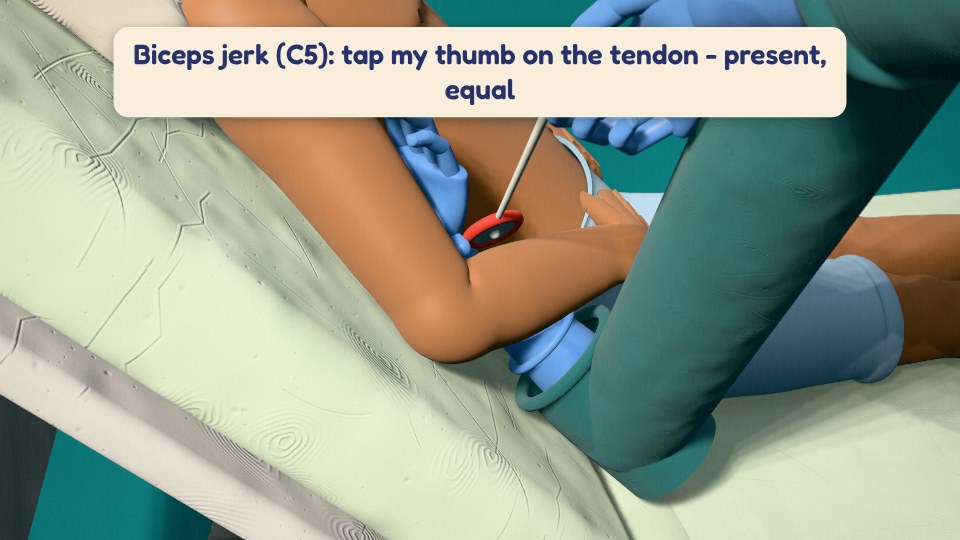 Biceps jerk (C5): tap my thumb on the tendon - present,
equal